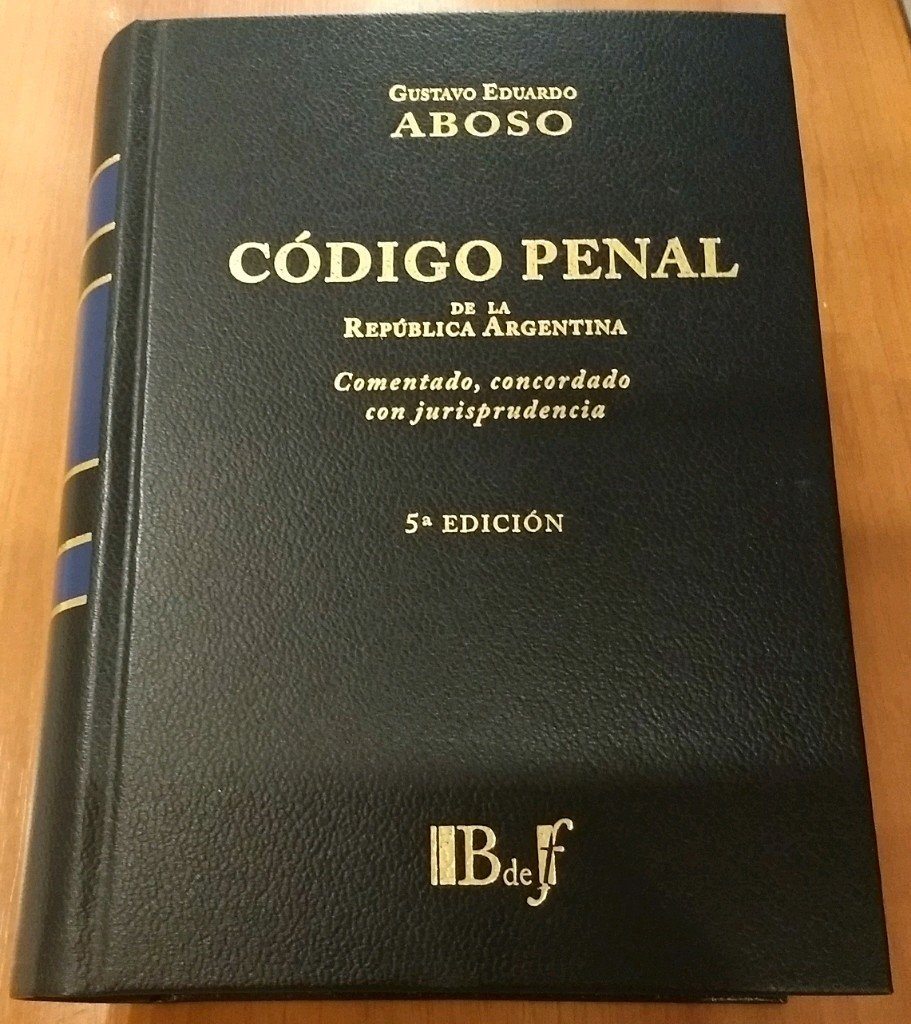 Gustavo Eduardo
ABOSO
CÓDIGO PENAL
DE LA
República Argentina
Comentado, concordado
con jurisprudencia
5ª EDICIÓN
B de f